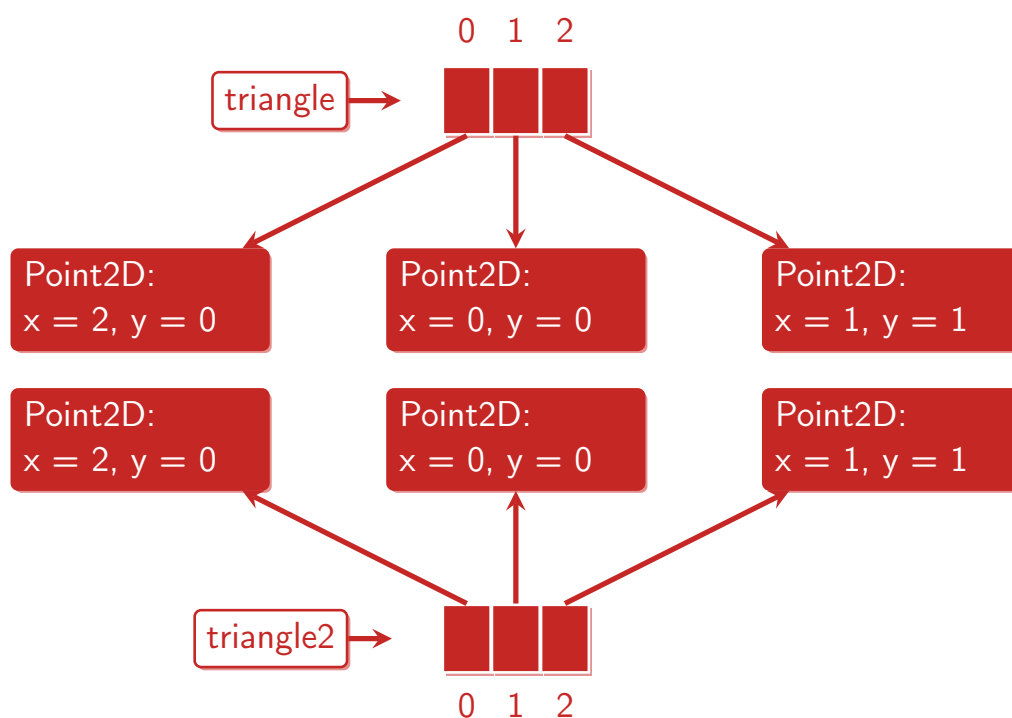 0 1 2
triangle
Point2D:
x = 2, y = 0
Point2D:
x = 0, y = 0
Point2D:
x = 1, y = 1
Point2D:
x = 2, y = 0
Point2D:
x = 0, y = 0
Point2D:
x = 1, y = 1
triangle2
0 1 2